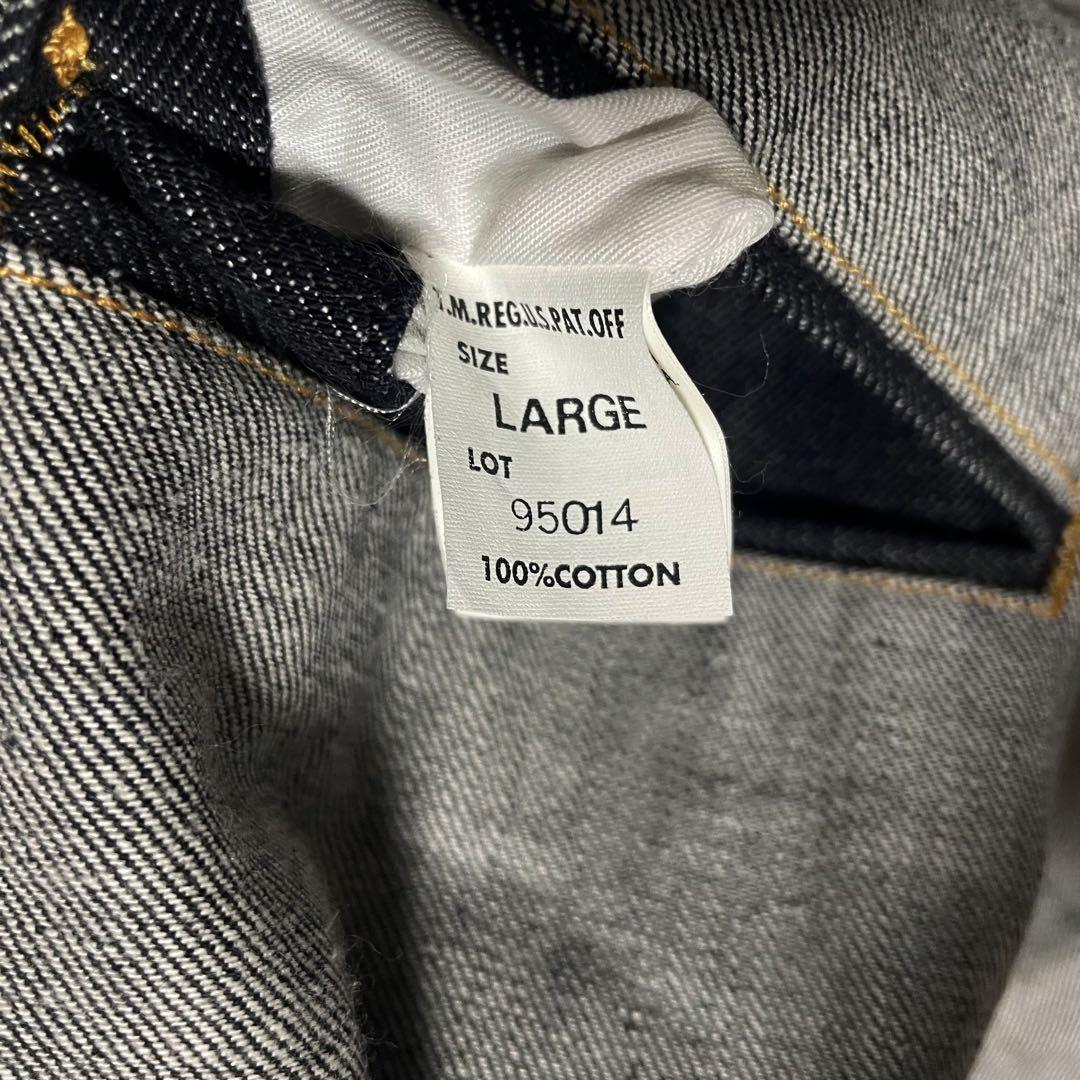 T.M.REG.U.S.PAT.OFF
SIZE
LARGE
LOT
95014
100%COTTON